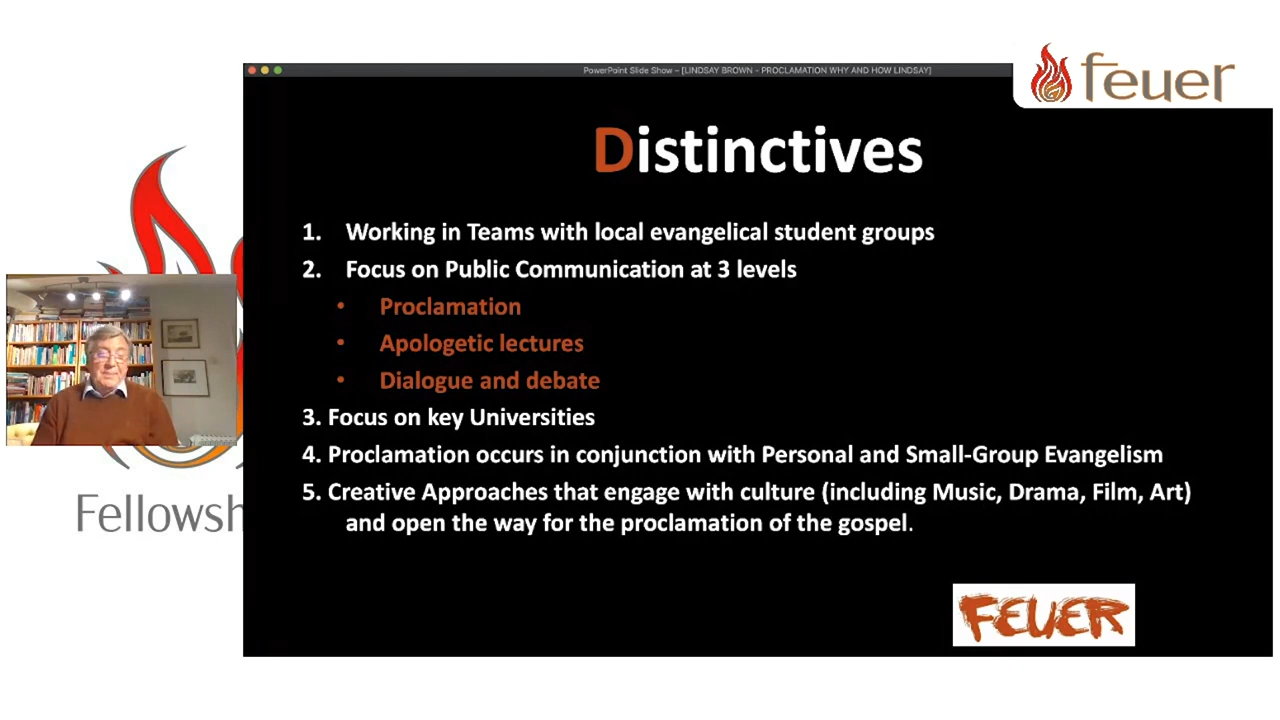 PowerPoint Slide Show – [LINDSAY BROWN - PROCLAMATION WHY AND HOW LINDSAY]
feuer
Distinctives
1. Working in Teams with local evangelical student groups
2. Focus on Public Communication at 3 levels
• Proclamation
• Apologetic lectures
• Dialogue and debate
3. Focus on key Universities
4. Proclamation occurs in conjunction with Personal and Small-Group Evangelism
5. Creative Approaches that engage with culture (including Music, Drama, Film, Art)
and open the way for the proclamation of the gospel.
Fellowsh
FEUER